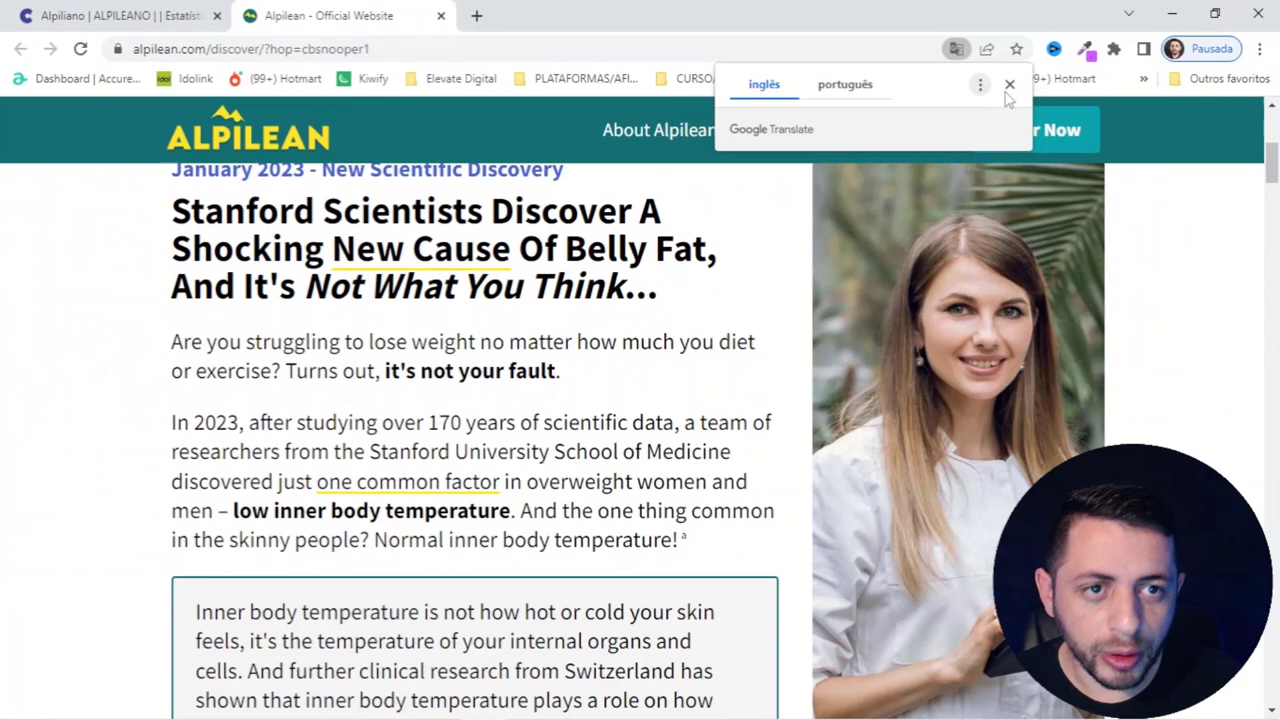 Alpiliano | ALPILEANO | | Estatísti
Alpilean - Official Website
alpilean.com/discover/?hop=cbsnooper1
Pausada
Dashboard | Accure...
Idolink
(99+) Hotmart
Kiwify
Elevate Digital
PLATAFORMAS/AFI...
CURSO/
9+) Hotmart
»
Outros favoritos
inglês
português
Google Translate
ALPILEAN
About Alpilean
r Now
January 2023 - New Scientific Discovery
Stanford Scientists Discover A
Shocking New Cause Of Belly Fat,
And It's Not What You Think...
Are you struggling to lose weight no matter how much you diet
or exercise? Turns out, it's not your fault.
In 2023, after studying over 170 years of scientific data, a team of
researchers from the Stanford University School of Medicine
discovered just one common factor in overweight women and
men – low inner body temperature. And the one thing common
in the skinny people? Normal inner body temperature! a
Inner body temperature is not how hot or cold your skin
feels, it's the temperature of your internal organs and
cells. And further clinical research from Switzerland has
shown that inner body temperature plays a role on how